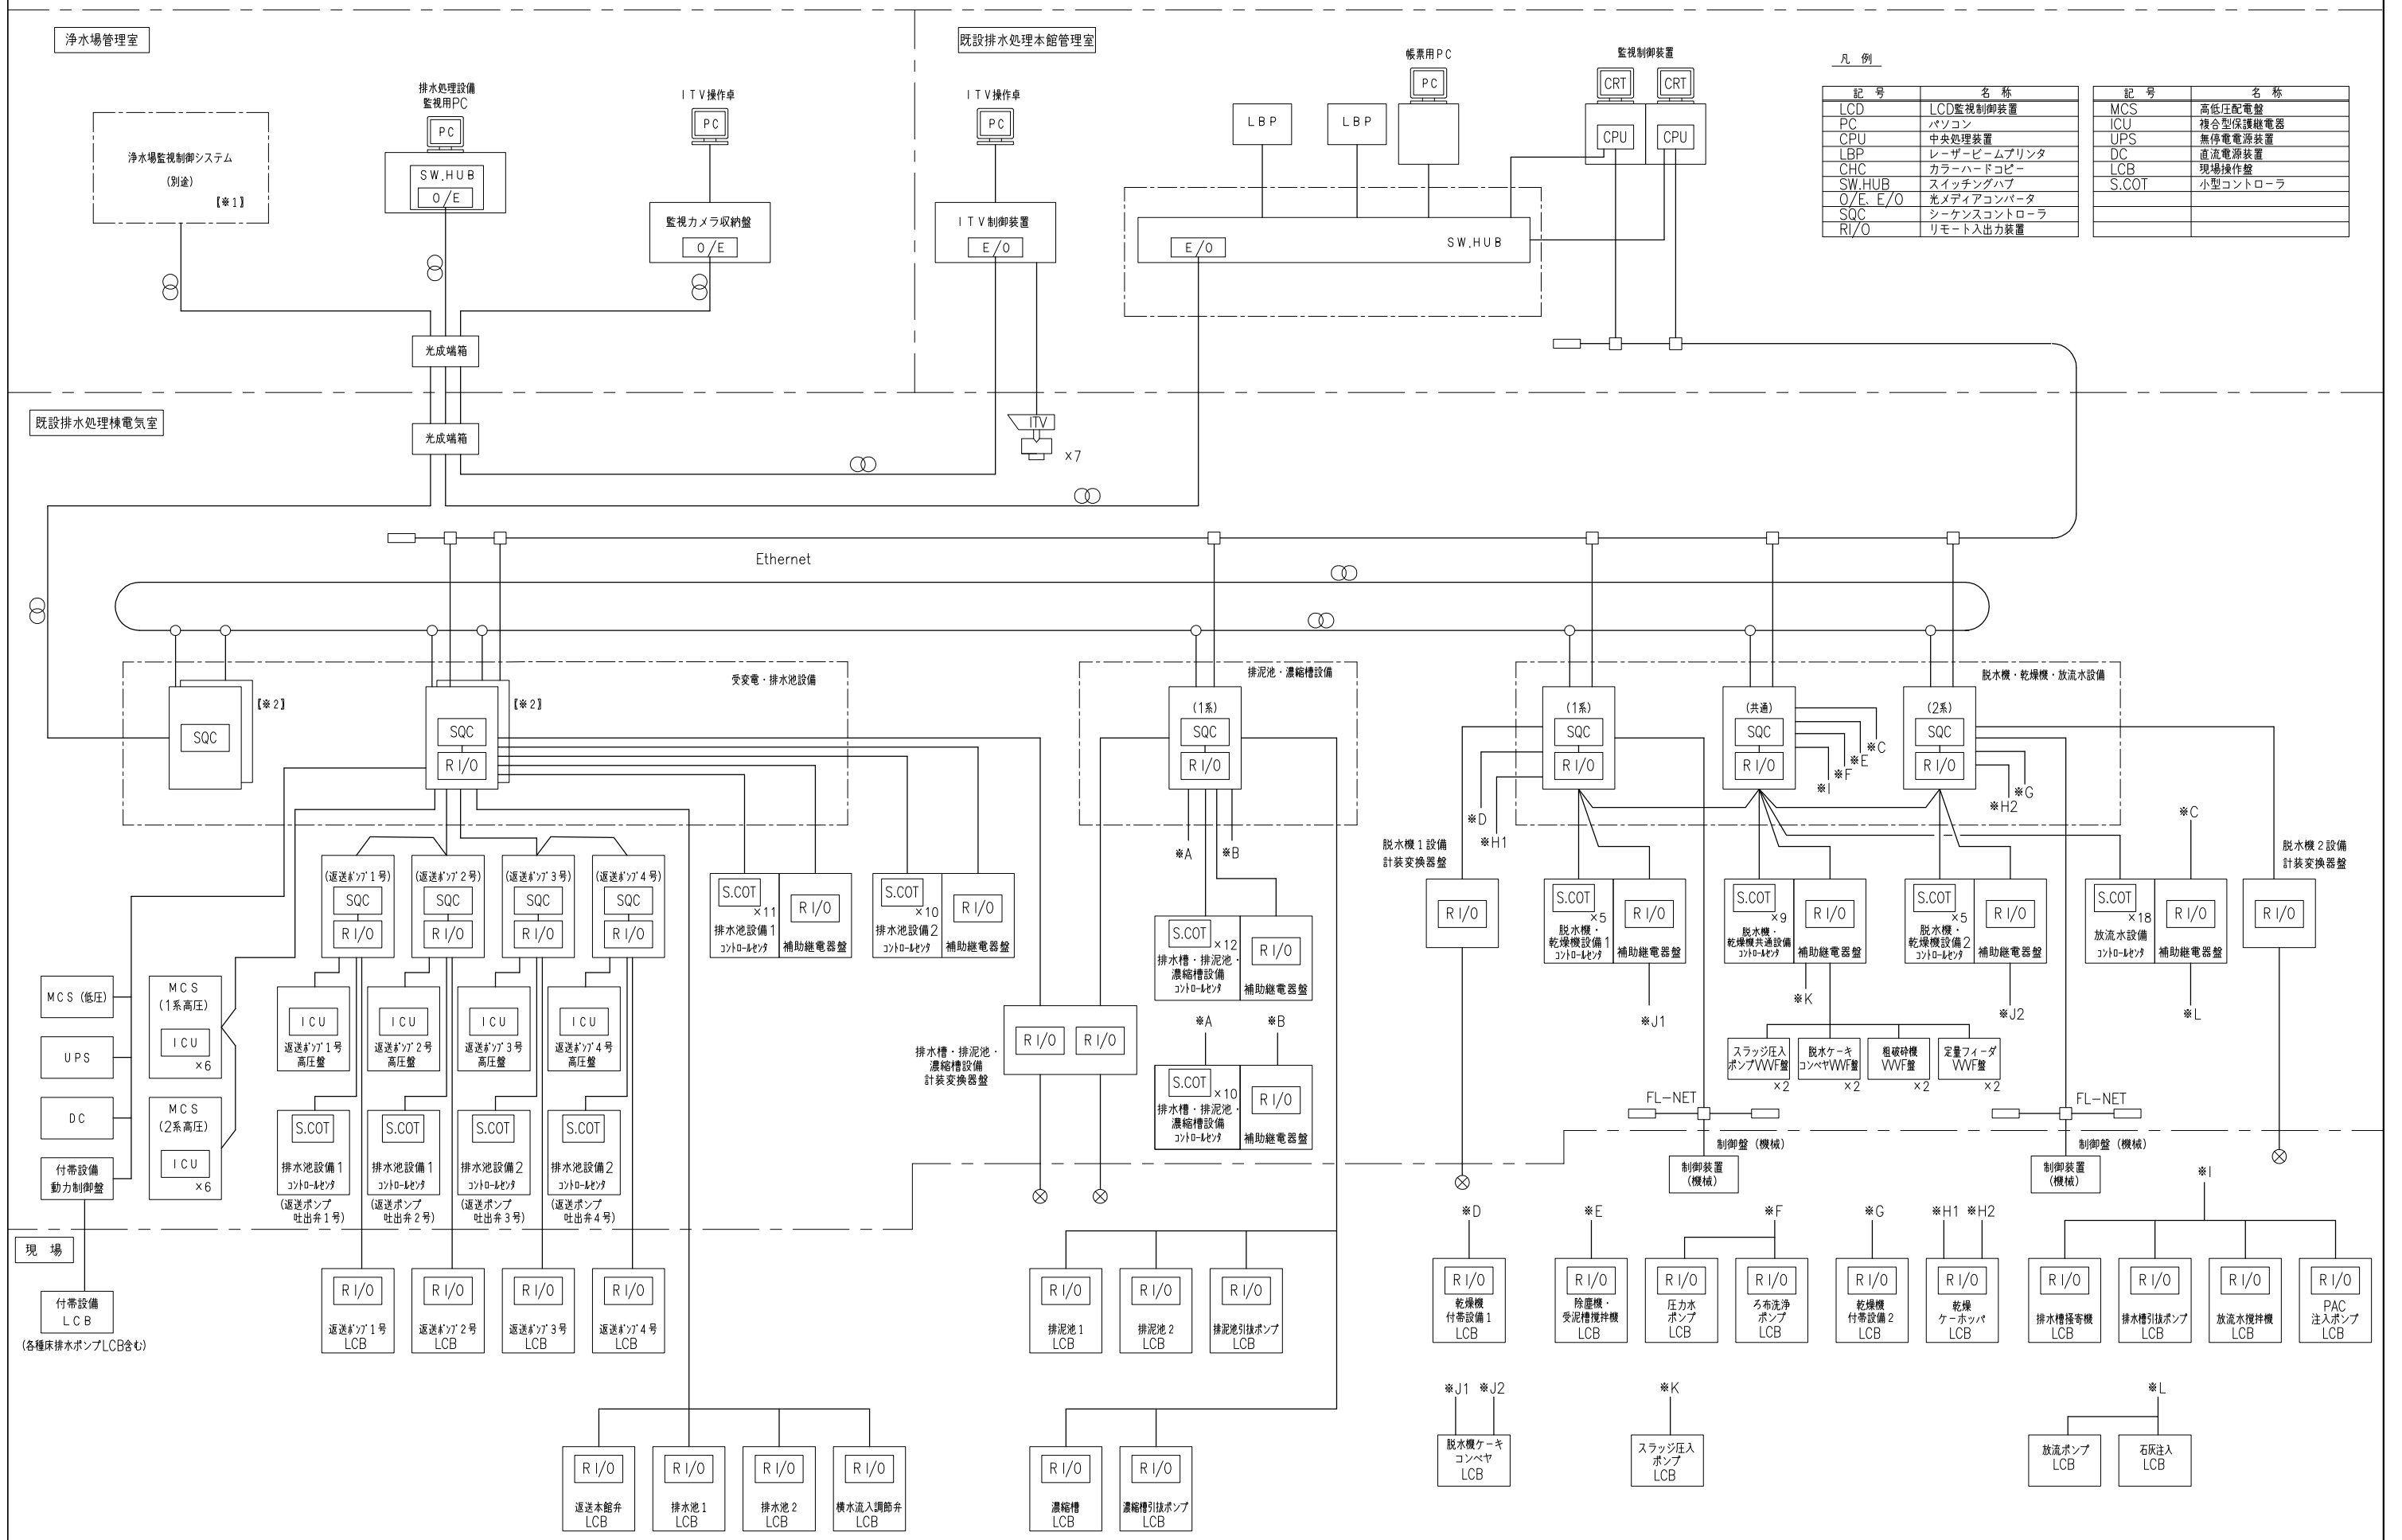 浄水場管理室
既設排水処理本館管理室
浄水場監視制御システム
(別途)
【※1】
排水処理設備
監視用PC
PC
SW.HUB
O/E
ITV操作卓
PC
監視カメラ収納盤
O/E
ITV操作卓
PC
ITV制御装置
E/O
LBP
LBP
帳票用PC
PC
監視制御装置
CRT
CRT
CPU
CPU
E/O
SW.HUB
凡 例
記 号
名 称
LCD
LCD監視制御装置
PC
パソコン
CPU
中央処理装置
LBP
レーザービームプリンタ
CHC
カラーハードコピー
SW.HUB
スイッチングハブ
O/E、E/O
光メディアコンバータ
SQC
シーケンスコントローラ
RI/O
リモート入出力装置
記 号
名 称
MCS
高低圧配電盤
ICU
複合型保護継電器
UPS
無停電電源装置
DC
直流電源装置
LCB
現場操作盤
S.COT
小型コントローラ
光成端箱
既設排水処理棟電気室
光成端箱
ITV
×7
Ethernet
受変電・排水池設備
SQC
【※2】
SQC
RI/O
【※2】
排泥池・濃縮槽設備
(1系)
SQC
RI/O
脱水機・乾燥機・放流水設備
(1系)
SQC
RI/O
(共通)
SQC
RI/O
※C
※E
※F
※I
(2系)
SQC
RI/O
※G
※H2
※D
※H1
※A
※B
※C
(返送ポンプ1号)
SQC
RI/O
(返送ポンプ2号)
SQC
RI/O
(返送ポンプ3号)
SQC
RI/O
(返送ポンプ4号)
SQC
RI/O
S.COT
×11
排水池設備1
コントロールセンタ
RI/O
補助継電器盤
S.COT
×10
排水池設備2
コントロールセンタ
RI/O
補助継電器盤
S.COT
×12
排水槽・排泥池・
濃縮槽設備
コントロールセンタ
RI/O
補助継電器盤
脱水機1設備
計装変換器盤
RI/O
S.COT
×5
脱水機・
乾燥機設備1
コントロールセンタ
RI/O
補助継電器盤
S.COT
×9
脱水機・
乾燥機共通設備
コントロールセンタ
RI/O
補助継電器盤
S.COT
×5
脱水機・
乾燥機設備2
コントロールセンタ
RI/O
補助継電器盤
S.COT
×18
放流水設備
コントロールセンタ
RI/O
補助継電器盤
脱水機2設備
計装変換器盤
RI/O
※J1
※K
※J2
※L
MCS(低圧)
UPS
DC
付帯設備
動力制御盤
MCS
(1系高圧)
ICU
×6
MCS
(2系高圧)
ICU
×6
ICU
返送ポンプ1号
高圧盤
ICU
返送ポンプ2号
高圧盤
ICU
返送ポンプ3号
高圧盤
ICU
返送ポンプ4号
高圧盤
RI/O
RI/O
排水槽・排泥池・
濃縮槽設備
計装変換器盤
※A
※B
S.COT
×10
排水槽・排泥池・
濃縮槽設備
コントロールセンタ
RI/O
補助継電器盤
スラッジ圧入
ポンプVVVF盤
×2
脱水ケーキ
コンベヤVVVF盤
×2
粗破砕機
VVVF盤
×2
定量フィーダ
VVVF盤
×2
S.COT
排水池設備1
コントロールセンタ
(返送ポンプ
吐出弁1号)
S.COT
排水池設備1
コントロールセンタ
(返送ポンプ
吐出弁2号)
S.COT
排水池設備2
コントロールセンタ
(返送ポンプ
吐出弁3号)
S.COT
排水池設備2
コントロールセンタ
(返送ポンプ
吐出弁4号)
FL-NET
制御盤(機械)
制御装置
(機械)
FL-NET
制御盤(機械)
制御装置
(機械)
現 場
付帯設備
LCB
(各種床排水ポンプLCB含む)
RI/O
返送ポンプ1号
LCB
RI/O
返送ポンプ2号
LCB
RI/O
返送ポンプ3号
LCB
RI/O
返送ポンプ4号
LCB
RI/O
排泥池1
LCB
RI/O
排泥池2
LCB
RI/O
排泥池引抜ポンプ
LCB
※D
RI/O
乾燥機
付帯設備1
LCB
※E
RI/O
除塵機・
受泥槽撹拌機
LCB
※F
RI/O
圧力水
ポンプ
LCB
RI/O
ろ布洗浄
ポンプ
LCB
※G
RI/O
乾燥機
付帯設備2
LCB
※H1
※H2
RI/O
乾燥
ケーホッパ
LCB
※I
RI/O
排水槽掻寄機
LCB
RI/O
排水槽引抜ポンプ
LCB
RI/O
放流水撹拌機
LCB
RI/O
PAC
注入ポンプ
LCB
RI/O
返送本館弁
LCB
RI/O
排水池1
LCB
RI/O
排水池2
LCB
RI/O
横水流入調節弁
LCB
RI/O
濃縮槽
LCB
RI/O
濃縮槽引抜ポンプ
LCB
※J1
※J2
脱水機ケーキ
コンベヤ
LCB
※K
スラッジ圧入
ポンプ
LCB
※L
放流ポンプ
LCB
石灰注入
LCB